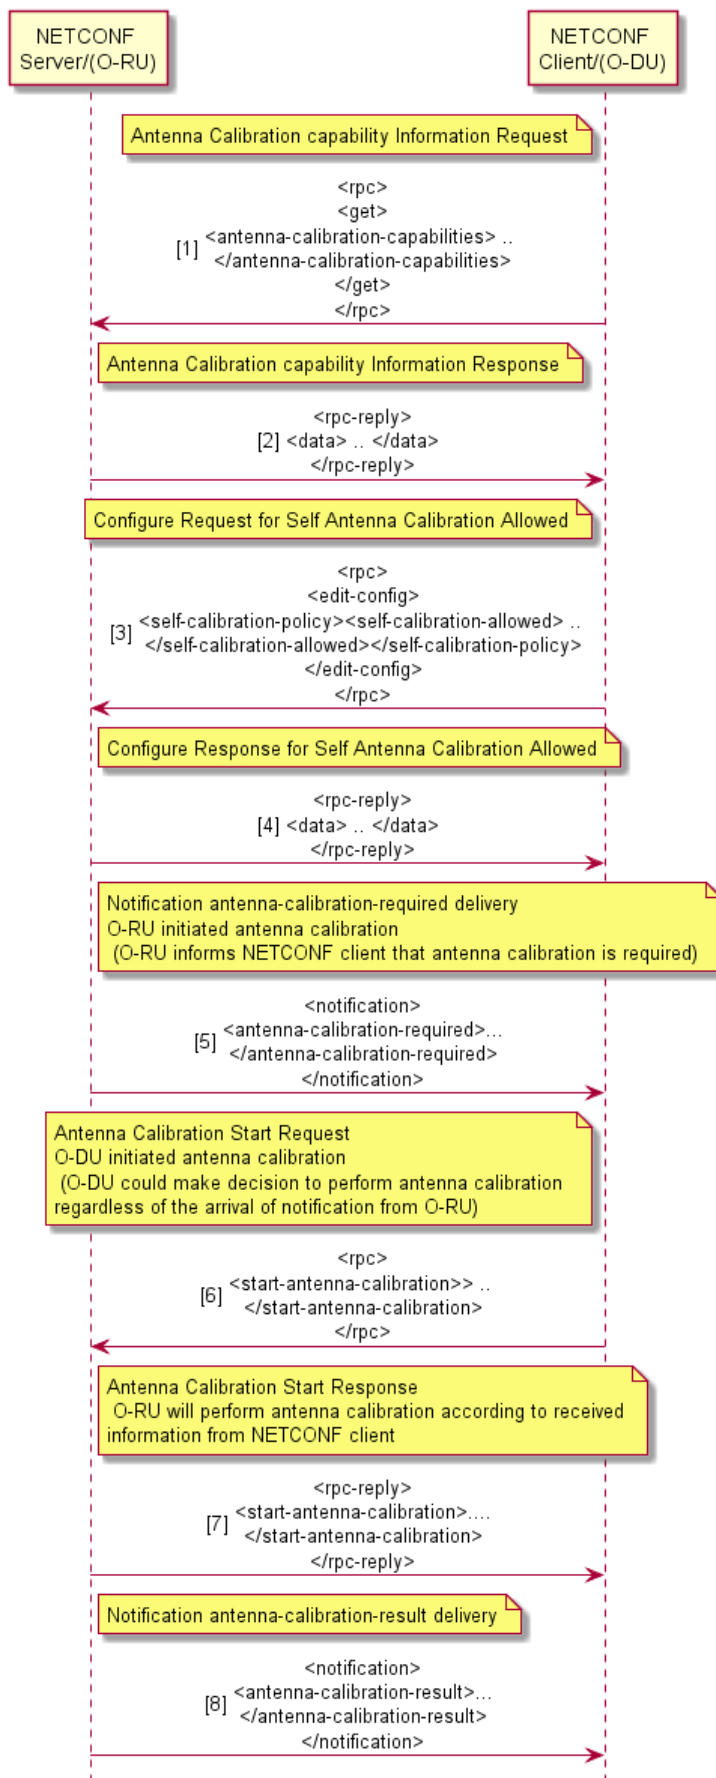 NETCONF
Server/(O-RU)
NETCONF
Client/(O-DU)
Antenna Calibration capability Information Request
<rpc>
<get>
[1] <antenna-calibration-capabilities> ..
</antenna-calibration-capabilities>
</get>
</rpc>
Antenna Calibration capability Information Response
<rpc-reply>
[2] <data> .. </data>
</rpc-reply>
Configure Request for Self Antenna Calibration Allowed
<rpc>
<edit-config>
[3] <self-calibration-policy><self-calibration-allowed> ..
</self-calibration-allowed></self-calibration-policy>
</edit-config>
</rpc>
Configure Response for Self Antenna Calibration Allowed
<rpc-reply>
[4] <data> .. </data>
</rpc-reply>
Notification antenna-calibration-required delivery
O-RU initiated antenna calibration
(O-RU informs NETCONF client that antenna calibration is required)
<notification>
[5] <antenna-calibration-required>...
</antenna-calibration-required>
</notification>
Antenna Calibration Start Request
O-DU initiated antenna calibration
(O-DU could make decision to perform antenna calibration
regardless of the arrival of notification from O-RU)
<rpc>
[6] <start-antenna-calibration>> ..
</start-antenna-calibration>
</rpc>
Antenna Calibration Start Response
O-RU will perform antenna calibration according to received
information from NETCONF client
<rpc-reply>
[7] <start-antenna-calibration>....
</start-antenna-calibration>
</rpc-reply>
Notification antenna-calibration-result delivery
<notification>
[8] <antenna-calibration-result>...
</antenna-calibration-result>
</notification>